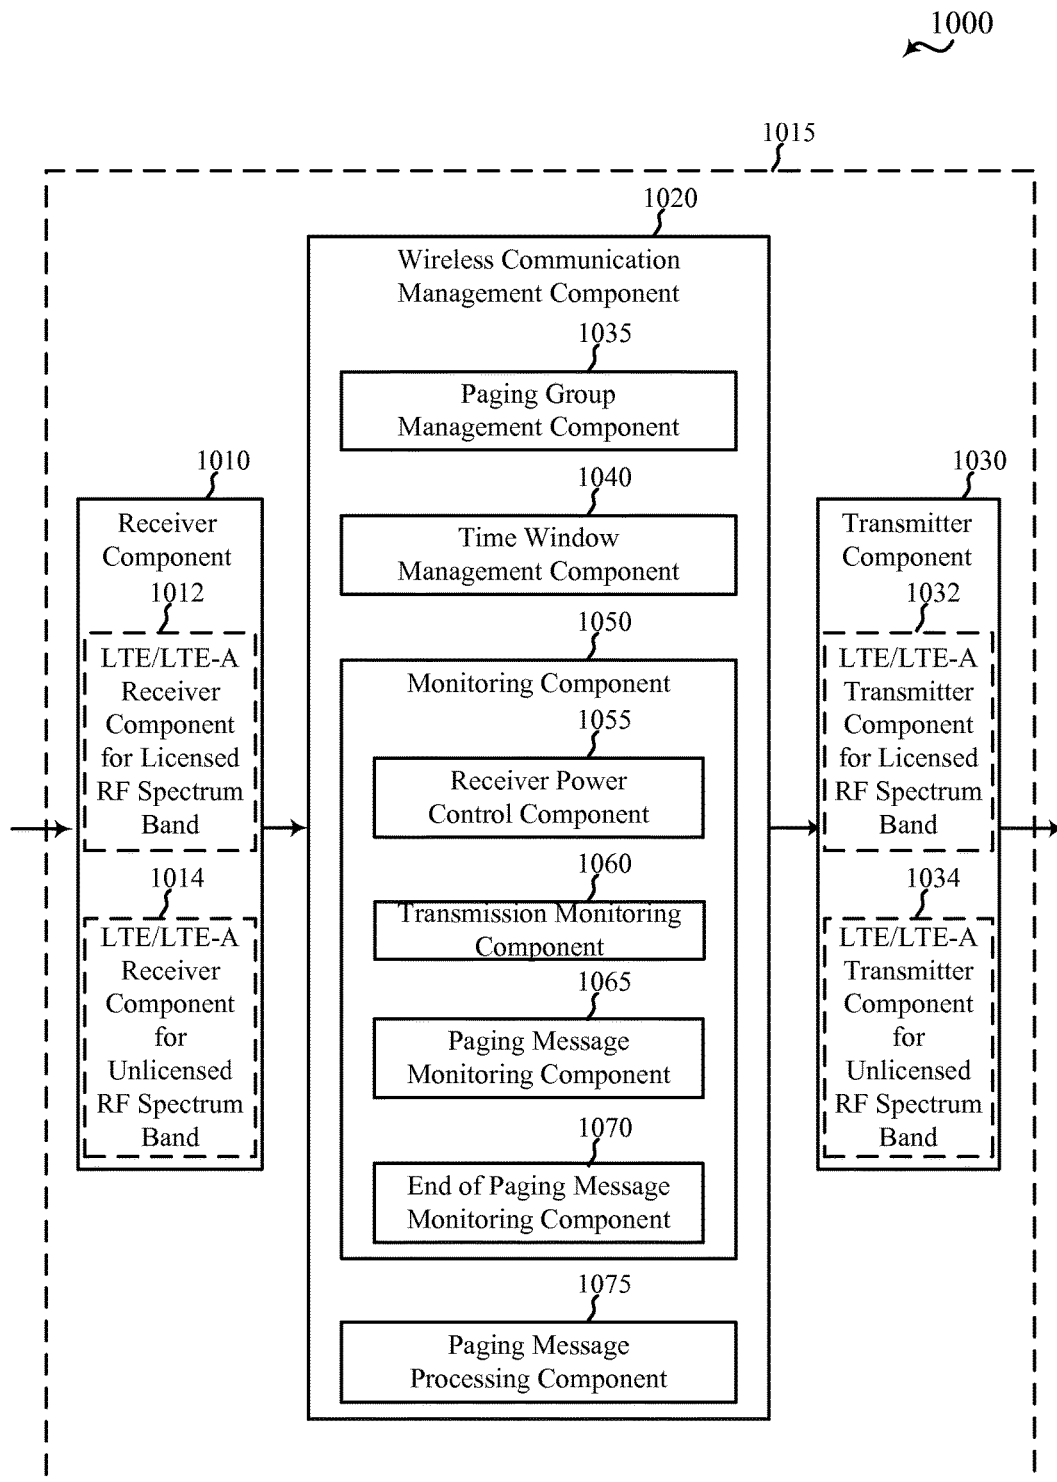 1000
1015
1020
Wireless Communication
Management Component
1035
Paging Group
Management Component
1040
Time Window
Management Component
1050
Monitoring Component
1055
Receiver Power
Control Component
1060
Transmission Monitoring
Component
1065
Paging Message
Monitoring Component
1070
End of Paging Message
Monitoring Component
1075
Paging Message
Processing Component
1010
Receiver
Component
1012
LTE/LTE-A
Receiver
Component
for Licensed
RF Spectrum
Band
1014
LTE/LTE-A
Receiver
Component
for
Unlicensed
RF Spectrum
Band
1030
Transmitter
Component
1032
LTE/LTE-A
Transmitter
Component
for Licensed
RF Spectrum
Band
1034
LTE/LTE-A
Transmitter
Component
for
Unlicensed
RF Spectrum
Band